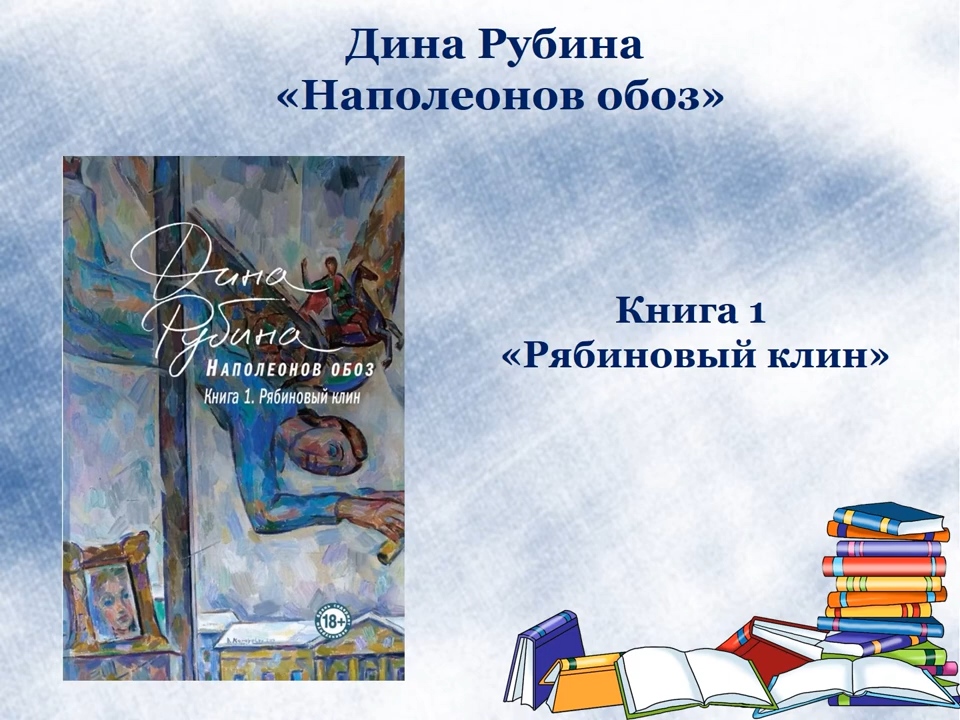 Дина Рубина
«Наполеонов обоз»
Дина
Рубина
Наполеонов обоз
Книга 1. Рябиновый клин
18+
Книга 1
«Рябиновый клин»